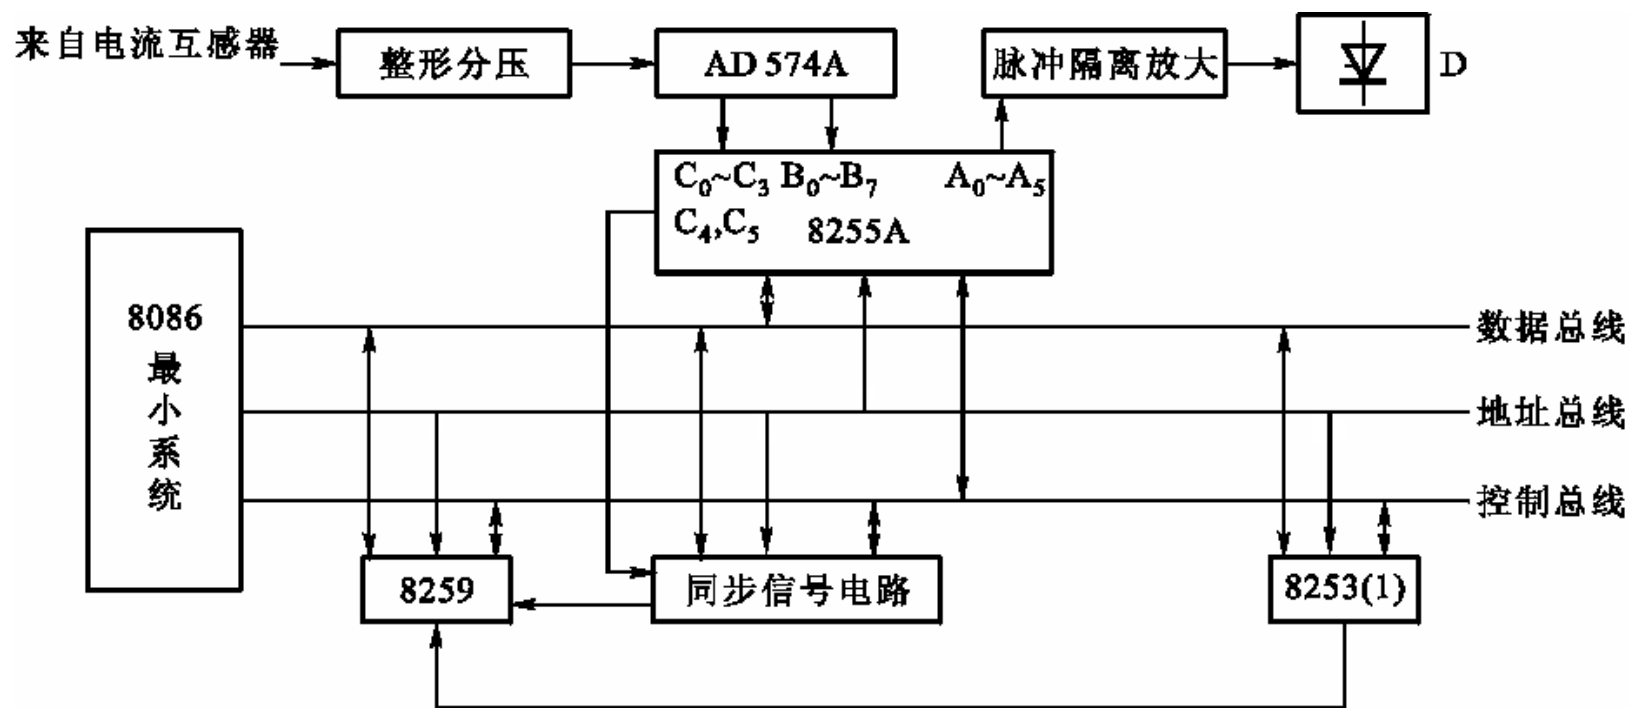 来自电流互感器
整形分压
AD 574A
脉冲隔离放大
D
C₀~C₃ B₀~B₇ A₀~A₅
C₄,C₅ 8255A
8086
最
小
系
统
数据总线
地址总线
控制总线
8259
同步信号电路
8253(1)